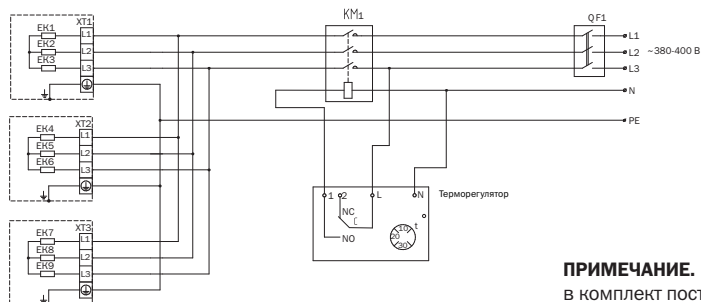 KM1
QF1
EK1
EK2
EK3
XT1
L1
L2
L3
L1
L2 ~380-400 В
L3
N
PE
EK4
EK5
EK6
XT2
L1
L2
L3
1 2 L N
Терморегулятор
NC
NO
10 t
20
30
EK7
EK8
EK9
XT3
L1
L2
L3
ПРИМЕЧАНИЕ.
в комплект пост